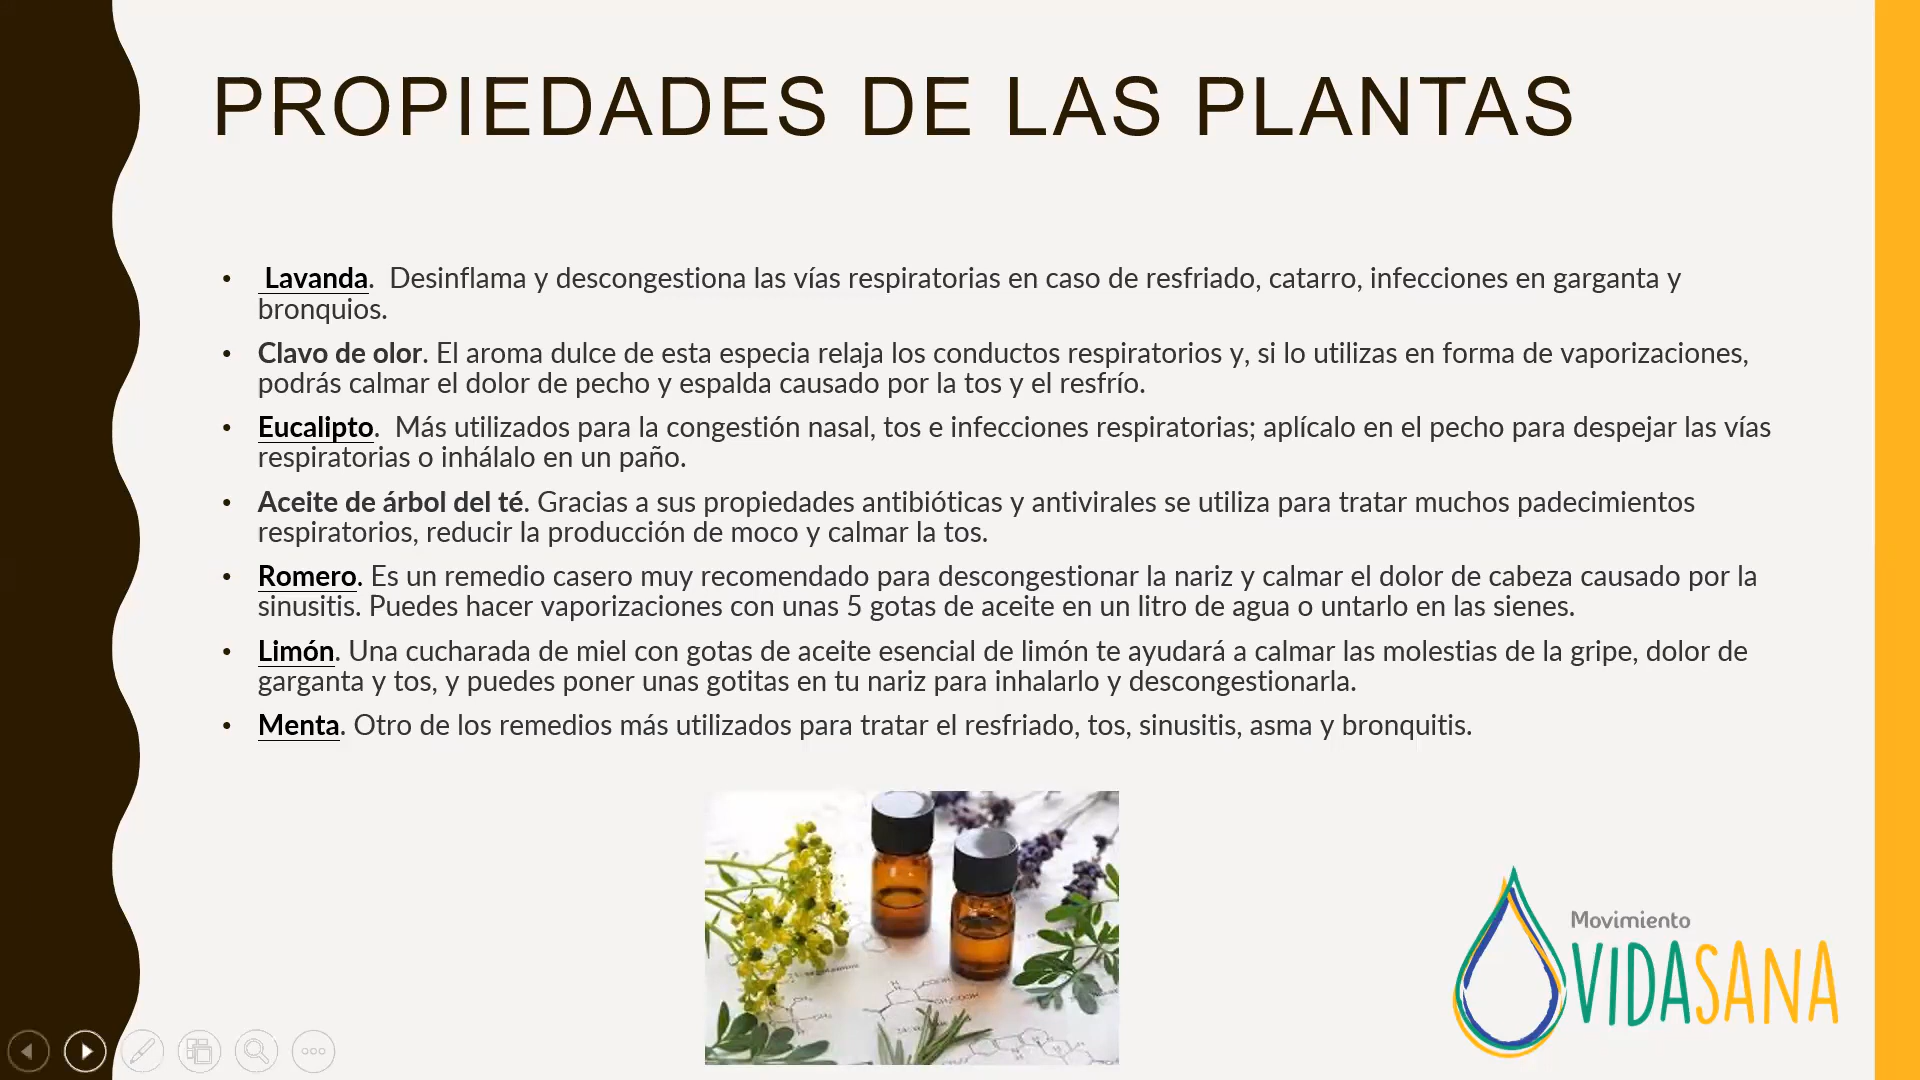 PROPIEDADES DE LAS PLANTAS
• Lavanda. Desinflama y descongestiona las vías respiratorias en caso de resfriado, catarro, infecciones en garganta y
bronquios.
• Clavo de olor. El aroma dulce de esta especia relaja los conductos respiratorios y, si lo utilizas en forma de vaporizaciones,
podrás calmar el dolor de pecho y espalda causado por la tos y el resfrío.
• Eucalipto. Más utilizados para la congestión nasal, tos e infecciones respiratorias; aplícalo en el pecho para despejar las vías
respiratorias o inhálalo en un paño.
• Aceite de árbol del té. Gracias a sus propiedades antibióticas y antivirales se utiliza para tratar muchos padecimientos
respiratorios, reducir la producción de moco y calmar la tos.
• Romero. Es un remedio casero muy recomendado para descongestionar la nariz y calmar el dolor de cabeza causado por la
sinusitis. Puedes hacer vaporizaciones con unas 5 gotas de aceite en un litro de agua o untarlo en las sienes.
• Limón. Una cucharada de miel con gotas de aceite esencial de limón te ayudará a calmar las molestias de la gripe, dolor de
garganta y tos, y puedes poner unas gotitas en tu nariz para inhalarlo y descongestionarla.
• Menta. Otro de los remedios más utilizados para tratar el resfriado, tos, sinusitis, asma y bronquitis.
Movimiento
VIDASANA